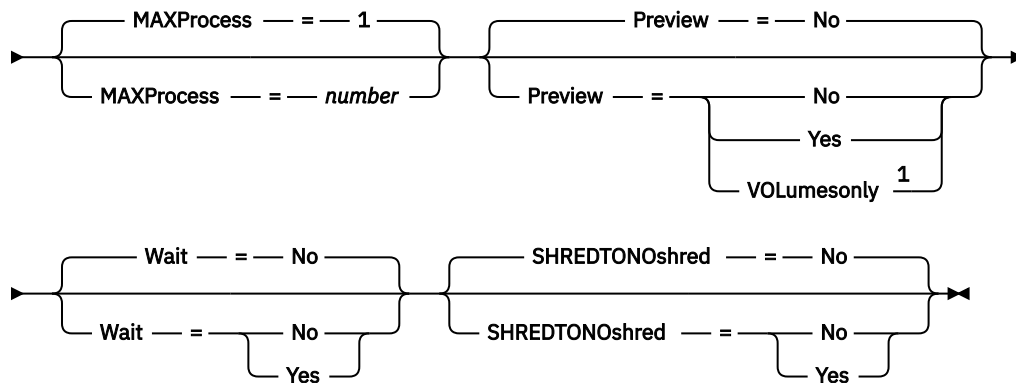 MAXProcess = 1 Preview = No
MAXProcess = number Preview = No
Yes
VOLumesonly 1
Wait = No SHREDTONOshred = No
Wait = No SHREDTONOshred = No
Yes Yes